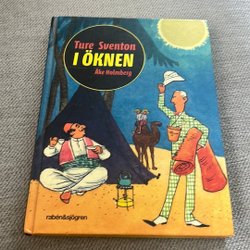 Ture Sventon
I ÖKNEN
Åke Holmberg
rabén&sjögren